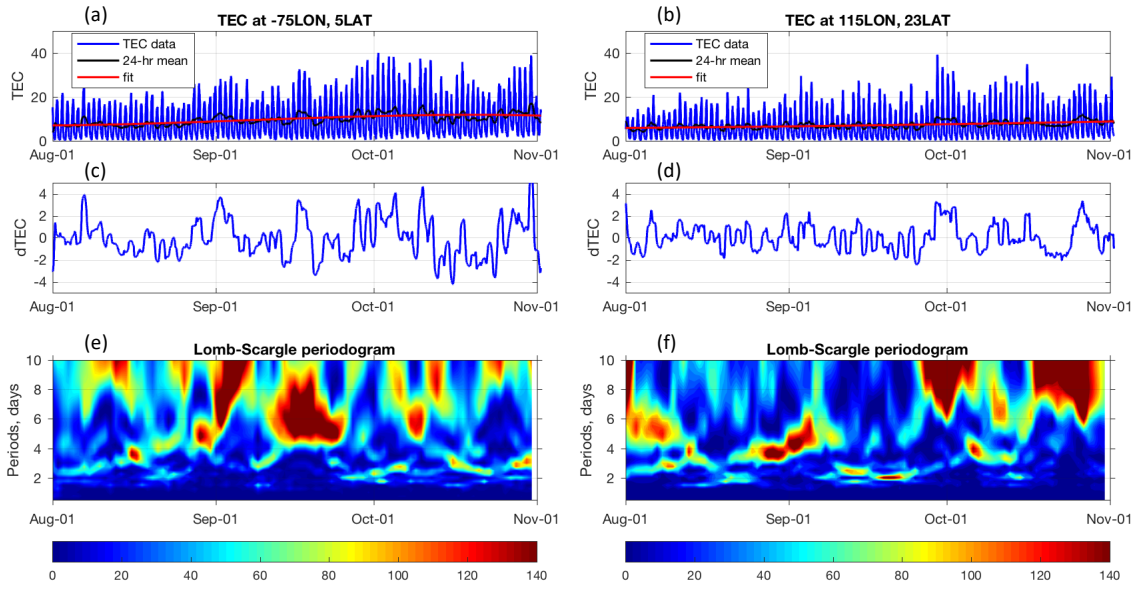 (a)
TEC at -75LON, 5LAT
TEC
40
20
0
TEC data
24-hr mean
fit
Aug-01
Sep-01
Oct-01
Nov-01
(b)
TEC at 115LON, 23LAT
TEC
40
20
0
TEC data
24-hr mean
fit
Aug-01
Sep-01
Oct-01
Nov-01
(c)
dTEC
4
2
0
-2
-4
Aug-01
Sep-01
Oct-01
Nov-01
(d)
dTEC
4
2
0
-2
-4
Aug-01
Sep-01
Oct-01
Nov-01
(e)
Lomb-Scargle periodogram
Periods, days
10
8
6
4
2
Aug-01
Sep-01
Oct-01
Nov-01
0
20
40
60
80
100
120
140
(f)
Lomb-Scargle periodogram
Periods, days
10
8
6
4
2
Aug-01
Sep-01
Oct-01
Nov-01
0
20
40
60
80
100
120
140